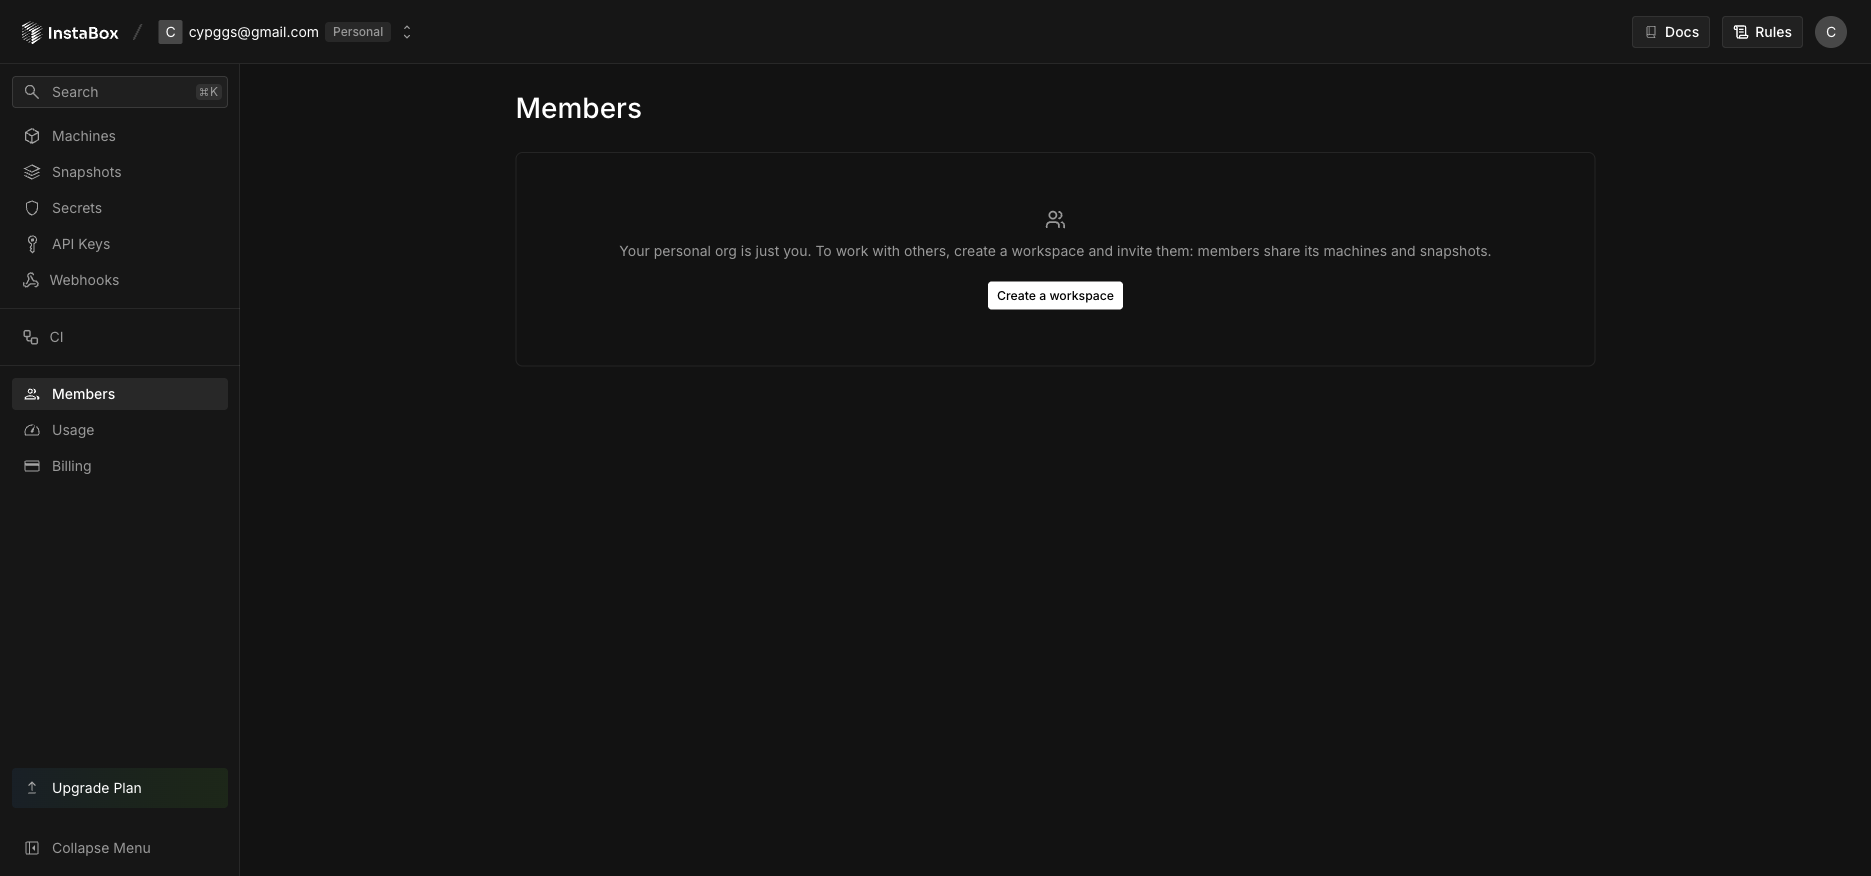 InstaBox / C cypggs@gmail.com Personal
Docs
Rules
C
Search ⌘K
Machines
Snapshots
Secrets
API Keys
Webhooks
CI
Members
Usage
Billing
Upgrade Plan
Collapse Menu
Members
Your personal org is just you. To work with others, create a workspace and invite them: members share its machines and snapshots.
Create a workspace